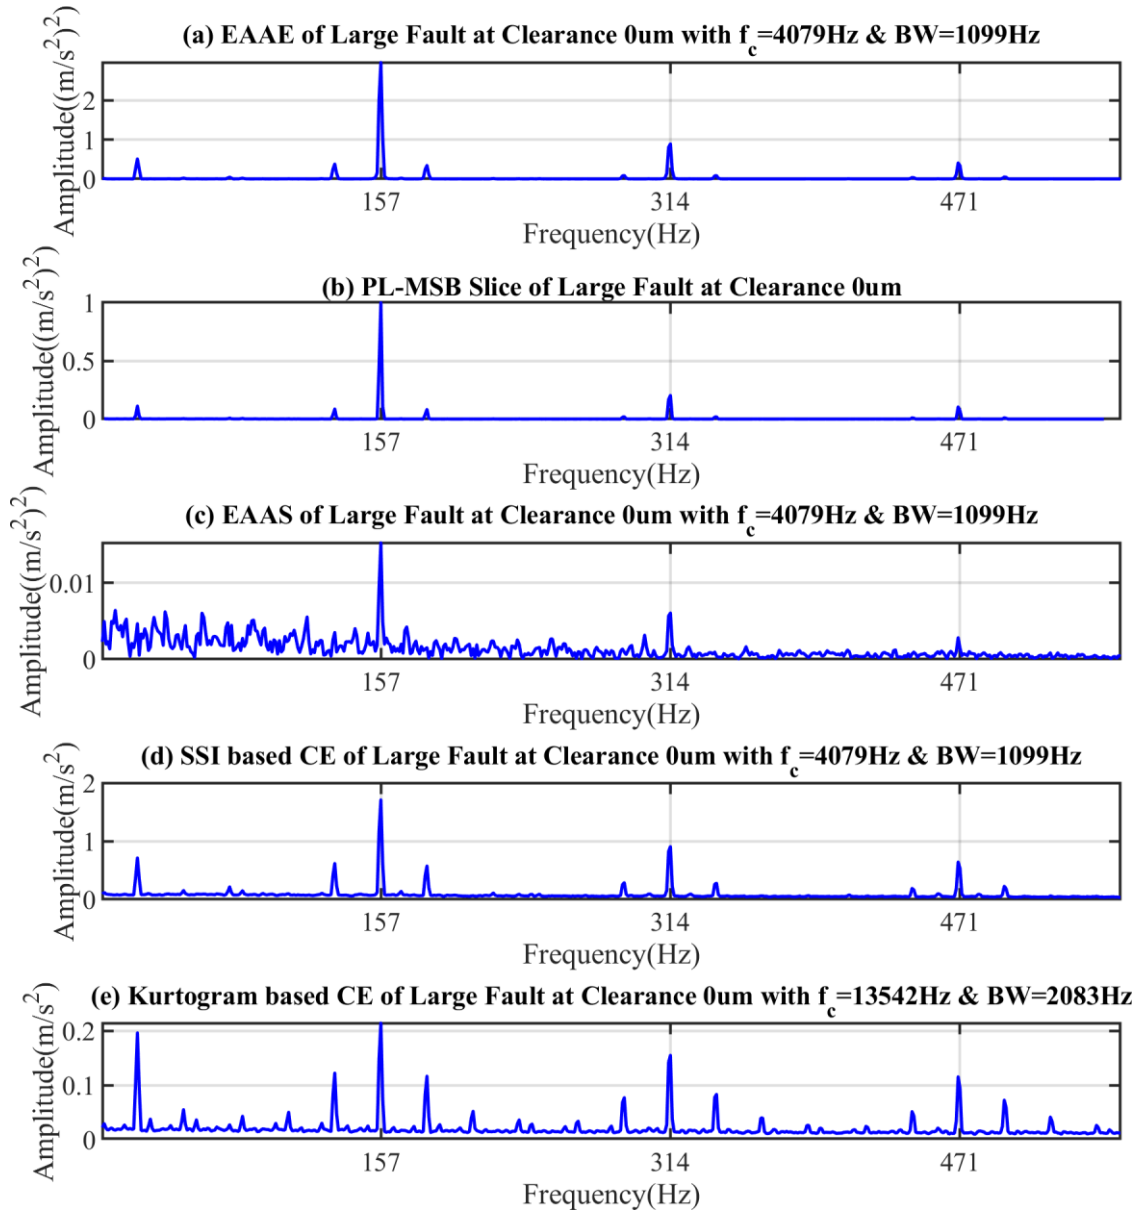 (a) EAAE of Large Fault at Clearance 0um with f_c=4079Hz & BW=1099Hz
Amplitude((m/s²)²)
2
1
0
157 314 471
Frequency(Hz)
(b) PL-MSB Slice of Large Fault at Clearance 0um
Amplitude((m/s²)²)
1
0.5
0
157 314 471
Frequency(Hz)
(c) EAAS of Large Fault at Clearance 0um with f_c=4079Hz & BW=1099Hz
Amplitude((m/s²)²)
0.01
0
157 314 471
Frequency(Hz)
(d) SSI based CE of Large Fault at Clearance 0um with f_c=4079Hz & BW=1099Hz
Amplitude(m/s²)
2
1
0
157 314 471
Frequency(Hz)
(e) Kurtogram based CE of Large Fault at Clearance 0um with f_c=13542Hz & BW=2083Hz
Amplitude(m/s²)
0.2
0.1
0
157 314 471
Frequency(Hz)